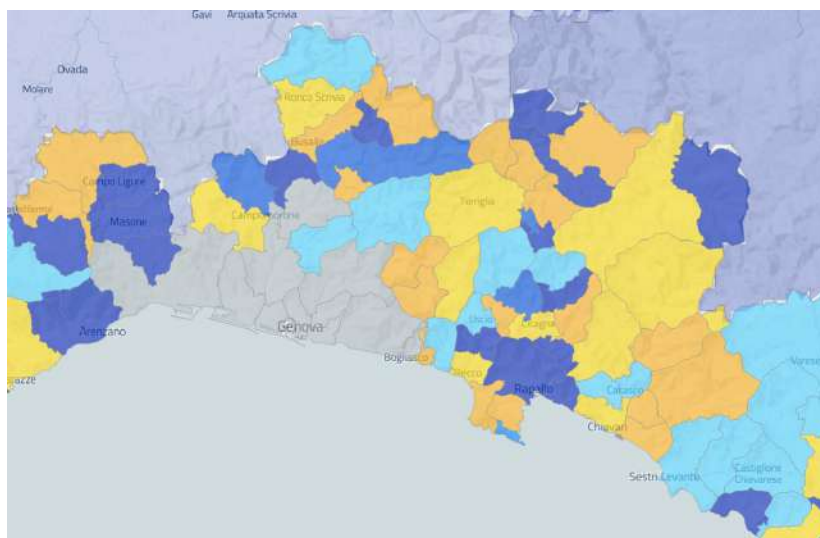 Gavi Arquata Scrivia
Ovada
Molare
Ronco Scrivia
Busalla
Campo Ligure
Masone
Campomorone
Torriglia
Arenzano
Genova
Uscio
Cicagna
Bogliasco
Recco
Rapallo
Carasco
Varese
Chiavari
Sestri Levante
Castiglione
Chiavarese